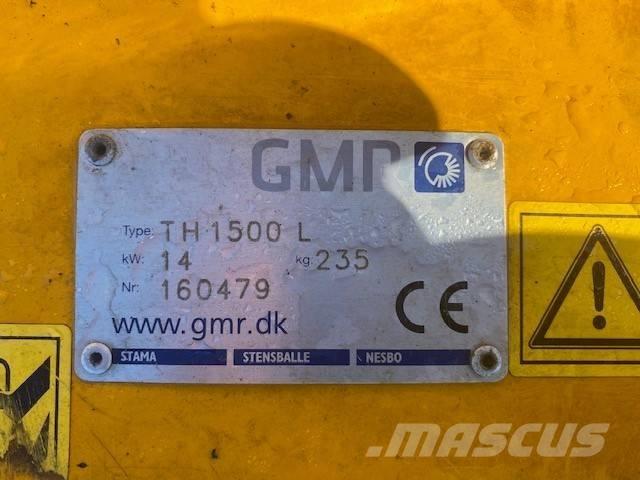 GMR
Type: TH 1500 L
kW: 14 kg: 235
Nr: 160479
www.gmr.dk
CE
STAMA STENSBALLE NESBO
MASCUS